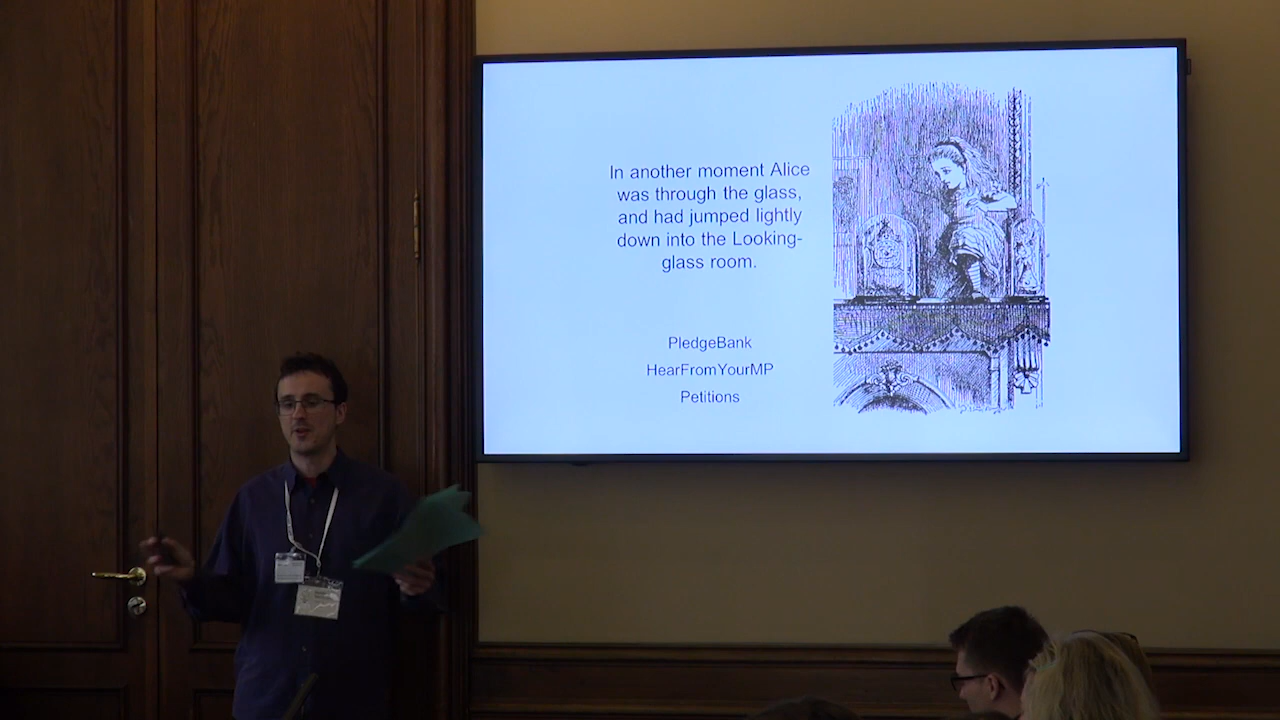 In another moment Alice
was through the glass,
and had jumped lightly
down into the Looking-
glass room.
PledgeBank
HearFromYourMP
Petitions